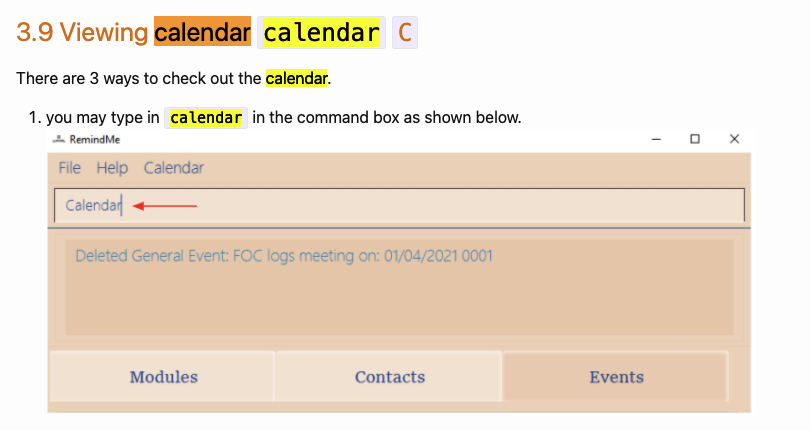 3.9 Viewing calendar calendar C
There are 3 ways to check out the calendar.
1. you may type in calendar in the command box as shown below.
RemindMe
File Help Calendar
Calendar
Deleted General Event: FOC logs meeting on: 01/04/2021 0001
Modules Contacts Events